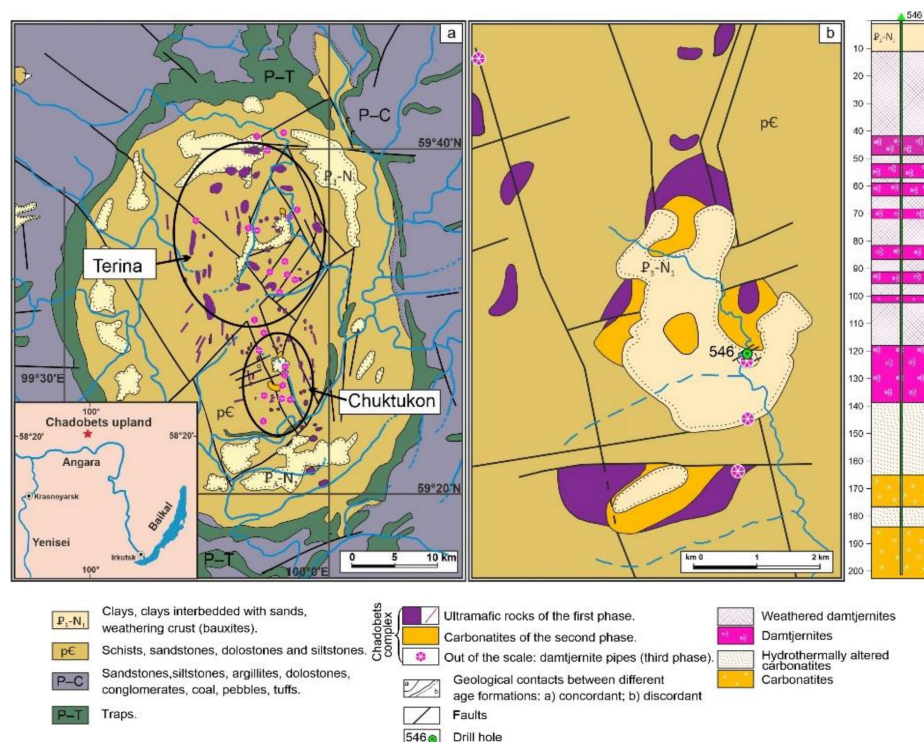 a
P–T
P–C
59°40'N
₽₃-N₁
Terina
Chuktukon
99°30'E
pЄ
₽₃-N₁
59°20'N
P–T
100°0'E
0 5 10 km
100°
Chadobets upland
58°20'
58°20'
Angara
Krasnoyarsk
Baikal
Yenisei
Irkutsk
100°
b
pЄ
₽₃-N₁
546
km 0 1 2 km
546
₽₃-N₁
10
20
30
40
50
60
70
80
90
100
110
120
130
140
150
160
170
180
190
200
₽₃-N₁
Clays, clays interbedded with sands,
weathering crust (bauxites).
pЄ
Schists, sandstones, dolostones and siltstones.
P–C
Sandstones,siltstones, argillites, dolostones,
conglomerates, coal, pebbles, tuffs.
P–T
Traps.
Chadobets
complex
Ultramafic rocks of the first phase.
Carbonatites of the second phase.
Out of the scale: damtjernite pipes (third phase).
a
b
Geological contacts between different
age formations: a) concordant; b) discordant
Faults
546
Drill hole
Weathered damtjernites
Damtjernites
Hydrothermally altered
carbonatites
Carbonatites